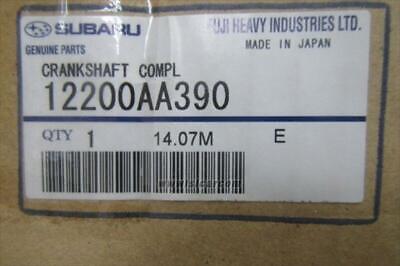 SUBARU
FUJI HEAVY INDUSTRIES LTD.
GENUINE PARTS
MADE IN JAPAN
CRANKSHAFT COMPL
12200AA390
QTY 1 14.07M E